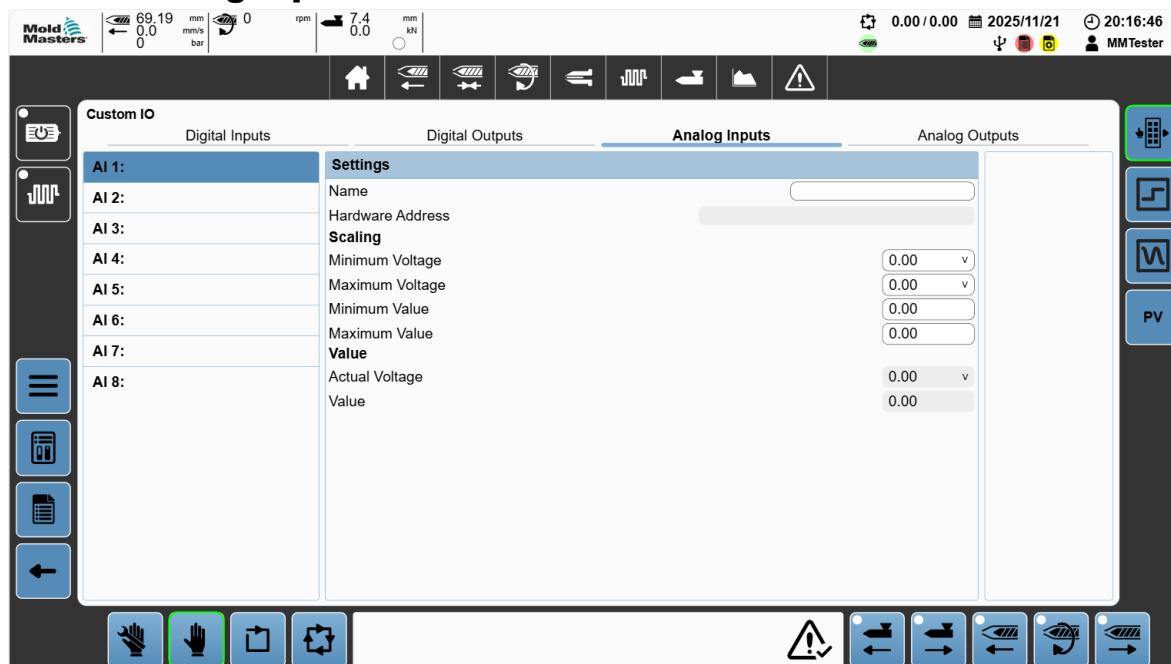 Mold
Masters
69.19 mm 0 rpm 7.4 mm
0.0 mm/s 0.0 kN
0 bar
0.00 / 0.00 2025/11/21 20:16:46
MMTester
Custom IO
Digital Inputs Digital Outputs Analog Inputs Analog Outputs
AI 1:
AI 2:
AI 3:
AI 4:
AI 5:
AI 6:
AI 7:
AI 8:
Settings
Name
Hardware Address
Scaling
Minimum Voltage 0.00 V
Maximum Voltage 0.00 V
Minimum Value 0.00
Maximum Value 0.00
Value
Actual Voltage 0.00 V
Value 0.00
PV